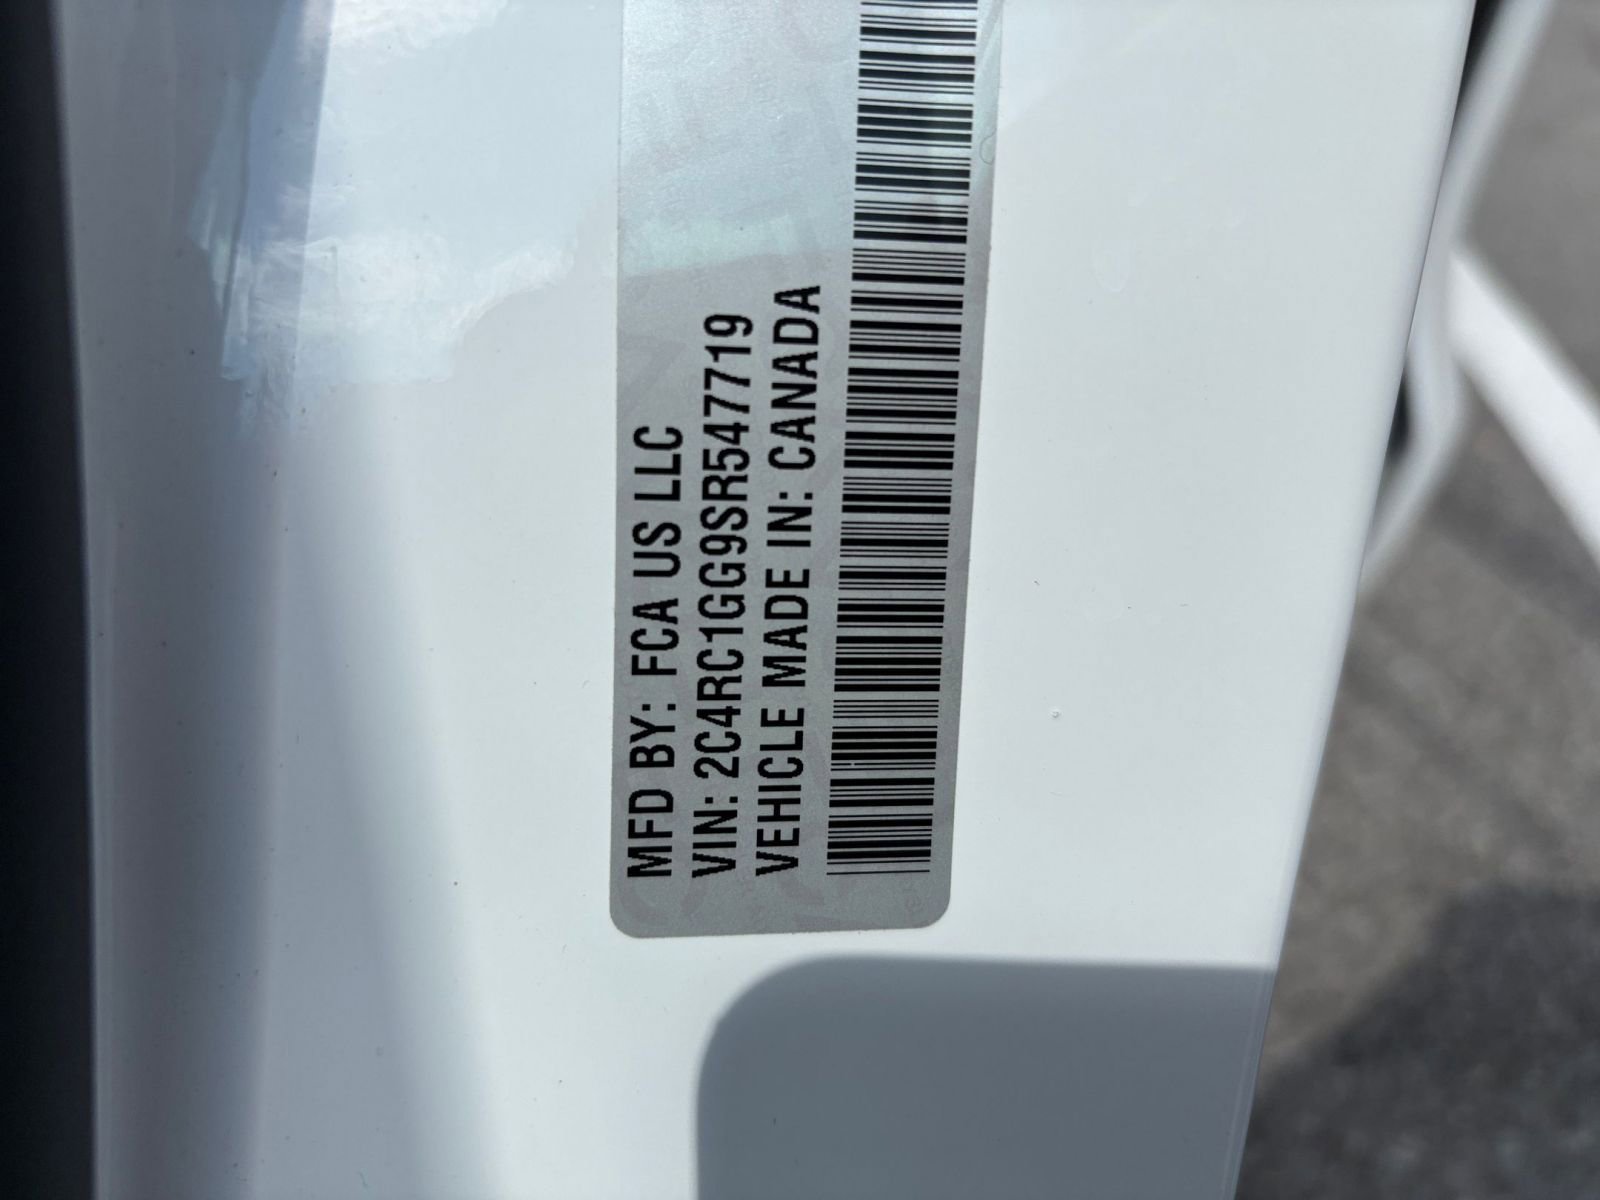 MFD BY: FCA US LLC
VIN: 2C4RC1GG9SR547719
VEHICLE MADE IN: CANADA